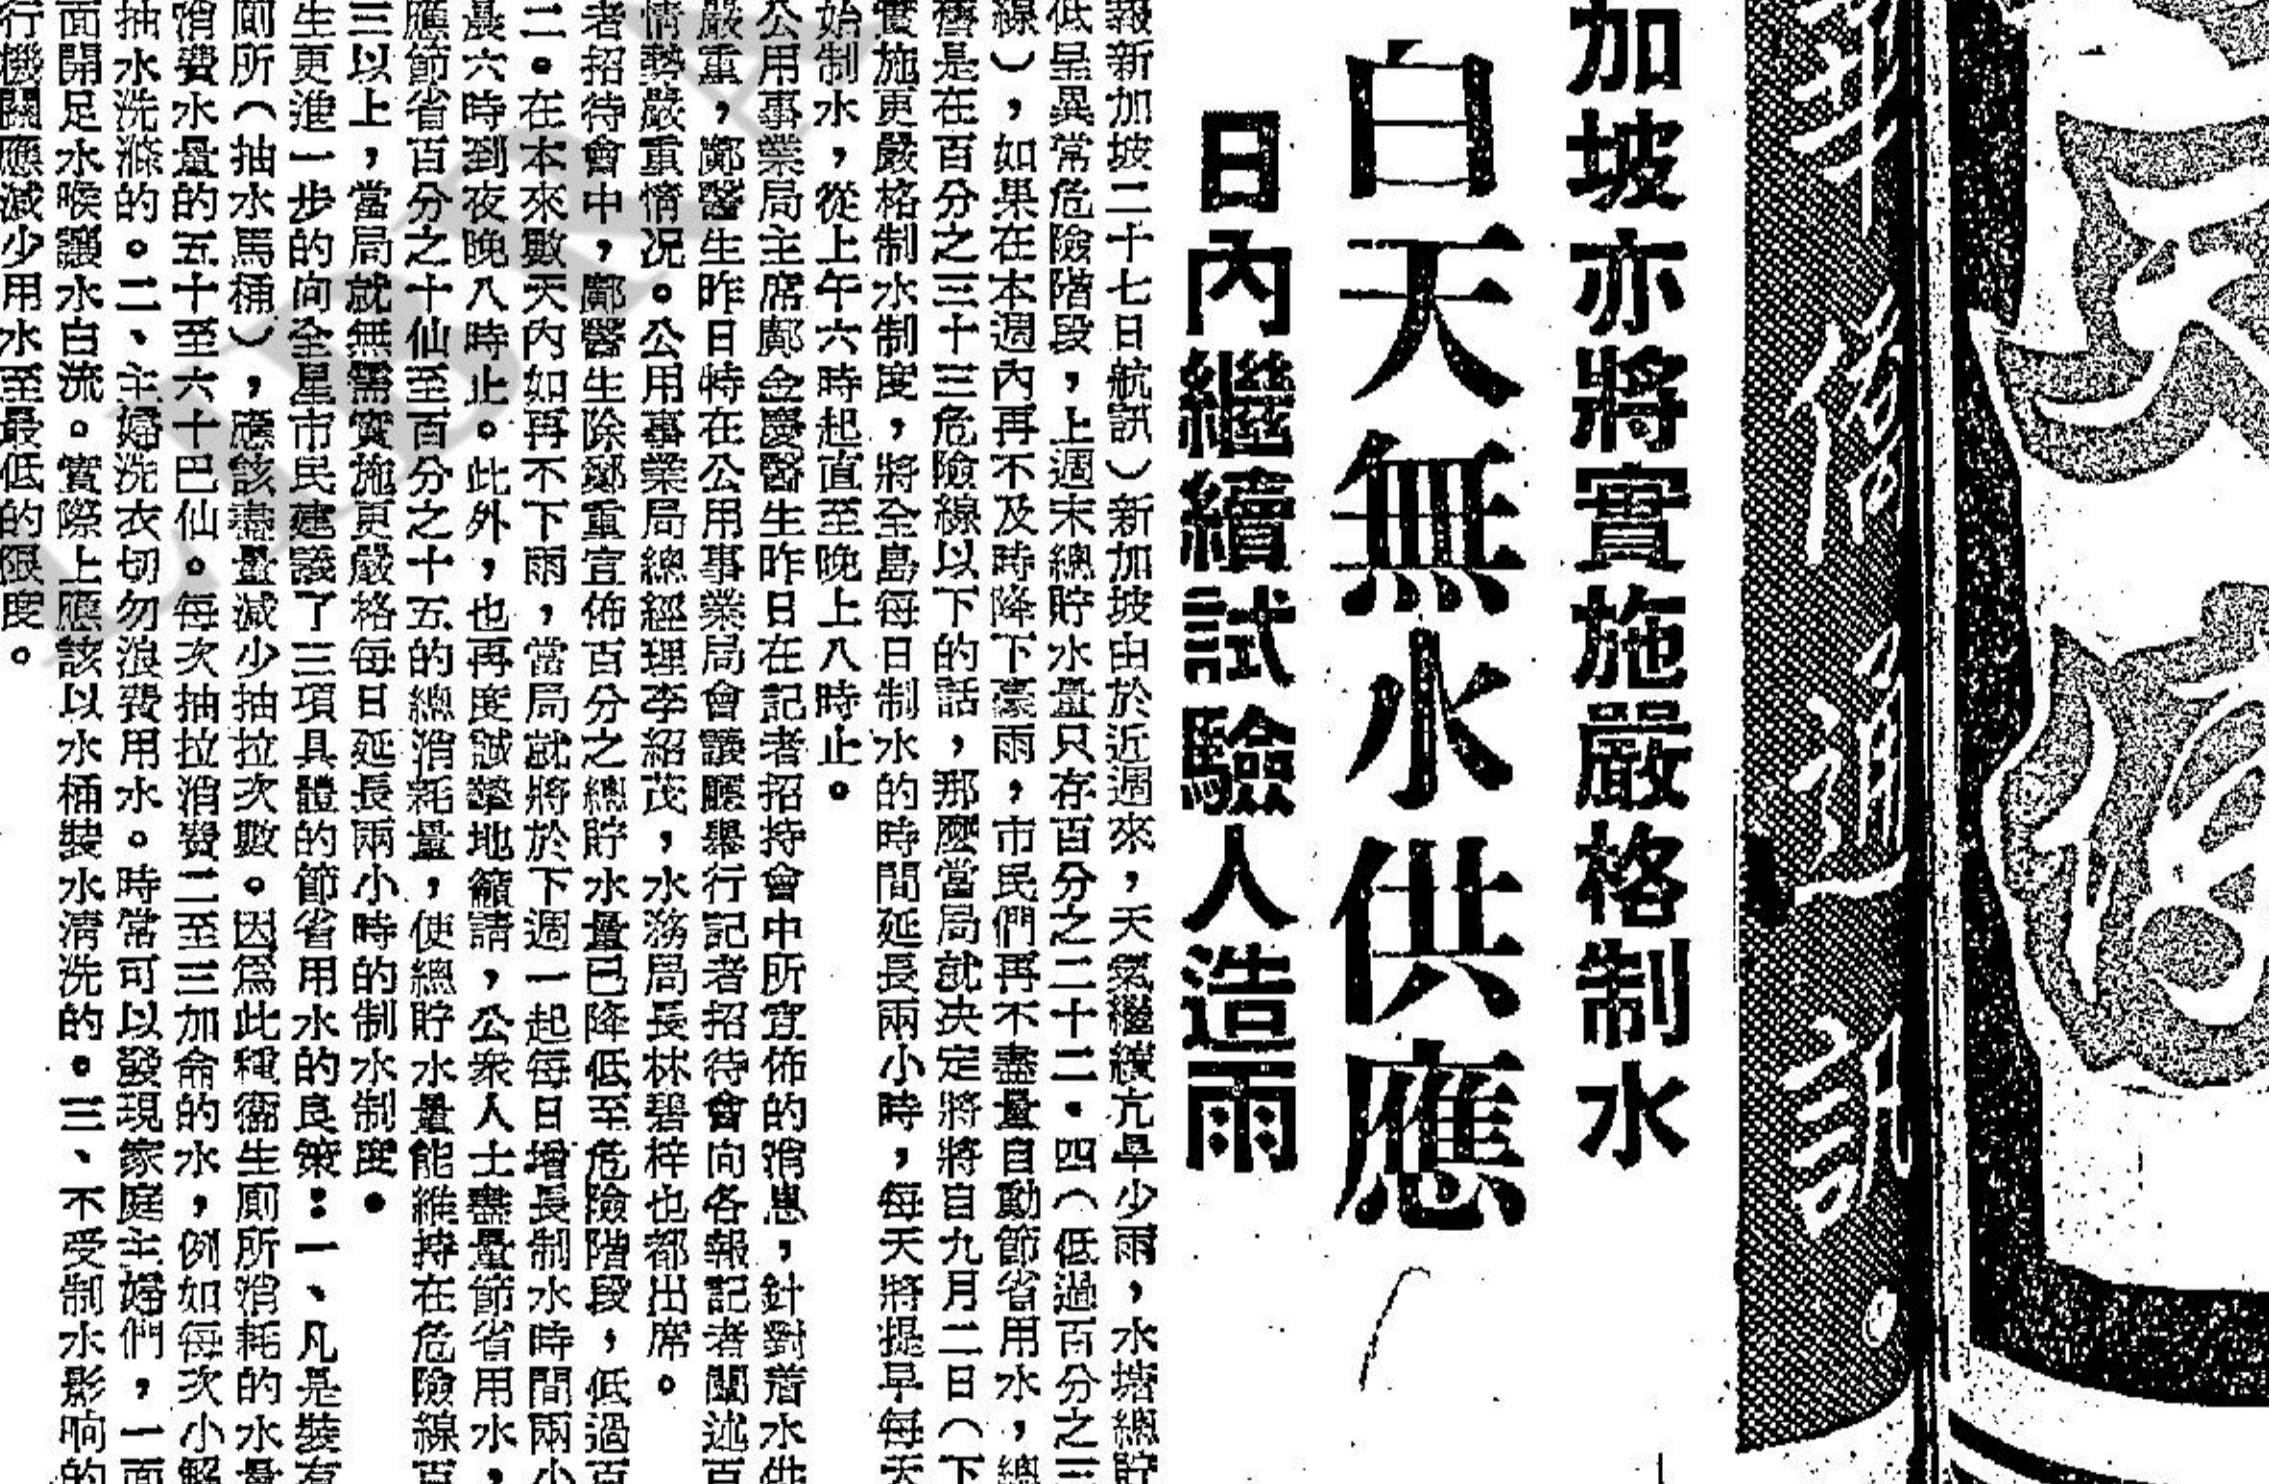 加坡亦將實施嚴格制水
白天無水供應
日內繼續試驗人造雨
報新加坡二十七日航訊）新加坡由於近週來，天氣繼續亢旱少雨，水塘總貯
低呈異常危險階段，上週末總貯水量只存百分之二十二・四（低過百分之三
線），如果在本週內再不及時降下豪雨，市民們再不盡量自動節省用水，總
舊是在百分之三十三危險線以下的話，那麼當局就决定將將自九月二日（下
實施更嚴格制水制度，將全島每日制水的時間延長兩小時，每天將提早每天
始制水，從上午六時起直至晚上八時止。
公用事業局主席鄺金慶醫生昨日在記者招持會中所宣佈的消息，針對着水供
嚴重，鄺醫生昨日特在公用事業局會議廳舉行記者招待會向各報記者闡述百
情勢嚴重情况。公用事業局總經理李紹茂，水務局長林碧梓也都出席。
者招待會中，鄺醫生除鄭重宣佈百分之總貯水量已降低至危險階段，低過百
二。在本來數天內如再不下雨，當局就將於下週一起每日增長制水時間兩小
晨六時到夜晚八時止。此外，也再度誠摯地籲請，公衆人士盡量節省用水，
應節省百分之十仙至百分之十五的總消耗量，使總貯水量能維持在危險線百
三以上，當局就無需實施更嚴格每日延長兩小時的制水制度。
生更進一步的向全星市民建議了三項具體的節省用水的良策：一、凡是裝有
厠所（抽水馬桶），應該盡量減少抽拉次數。因爲此種衞生厠所消耗的水量
消費水量的五十至六十巴仙。每次抽拉消費二至三加侖的水，例如每次小解
抽水洗滌的。二、主婦洗衣切勿浪費用水。時常可以發現家庭主婦們，一面
面開足水喉讓水白流。實際上應該以水桶裝水清洗的。三、不受制水影响的
行機關應減少用水至最低的限度。